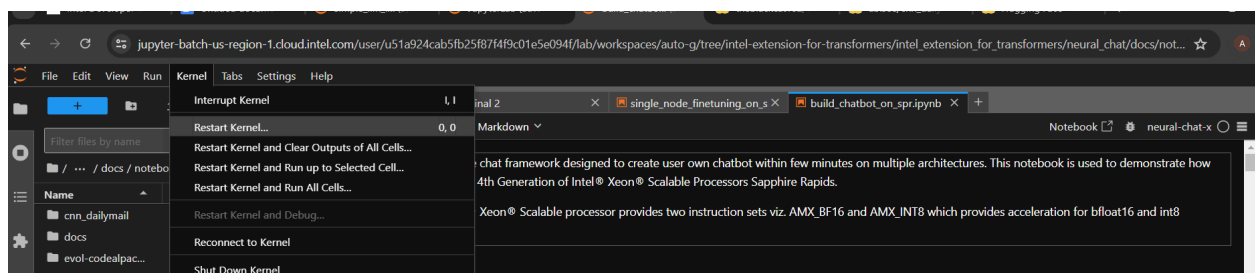 jupyter-batch-us-region-1.cloud.intel.com/user/u51a924cab5fb25f87f4f9c01e5e094f/lab/workspaces/auto-g/tree/intel-extension-for-transformers/intel_extension_for_transformers/neural_chat/docs/not...
A
File Edit View Run Kernel Tabs Settings Help
Interrupt Kernel I, I
inal 2
single_node_finetuning_on_s
build_chatbot_on_spr.ipynb
Restart Kernel... 0, 0
Markdown
Notebook
neural-chat-x
Filter files by name
Restart Kernel and Clear Outputs of All Cells...
/ ... / docs / notebo
Restart Kernel and Run up to Selected Cell...
Restart Kernel and Run All Cells...
chat framework designed to create user own chatbot within few minutes on multiple architectures. This notebook is used to demonstrate how
4th Generation of Intel® Xeon® Scalable Processors Sapphire Rapids.
Name
cnn_dailymail
Restart Kernel and Debug...
Xeon® Scalable processor provides two instruction sets viz. AMX_BF16 and AMX_INT8 which provides acceleration for bfloat16 and int8
docs
Reconnect to Kernel
evol-codealpac...
Shut Down Kernel